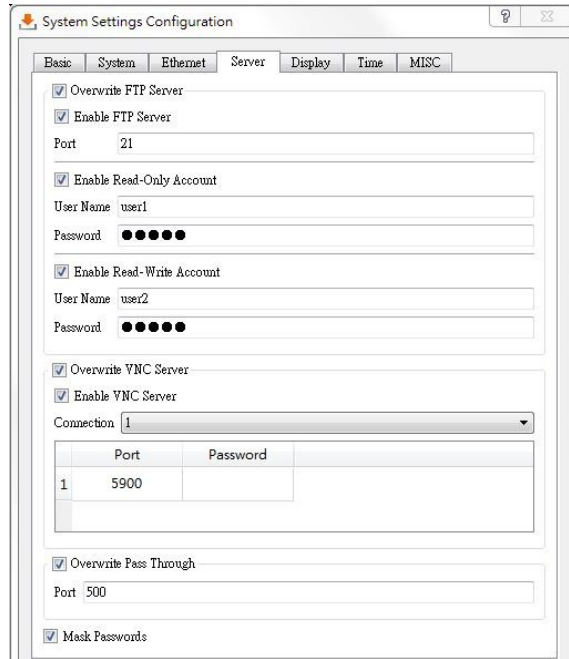 System Settings Configuration
Basic System Ethernet Server Display Time MISC
Overwrite FTP Server
Enable FTP Server
Port 21
Enable Read-Only Account
User Name user1
Password ●●●●●
Enable Read-Write Account
User Name user2
Password ●●●●●
Overwrite VNC Server
Enable VNC Server
Connection 1
Port Password
1 5900
Overwrite Pass Through
Port 500
Mask Passwords